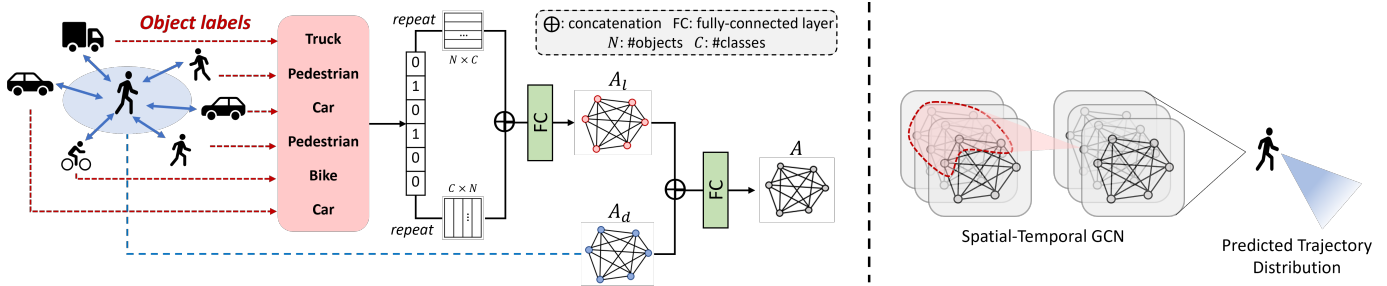 Object labels
Truck
Pedestrian
Car
Pedestrian
Bike
Car
0
1
0
1
0
0
repeat
...
N × C
C × N
...
repeat
⊕: concatenation FC: fully-connected layer
N: #objects C: #classes
FC
A_l
A_d
FC
A
Spatial-Temporal GCN
Predicted Trajectory
Distribution